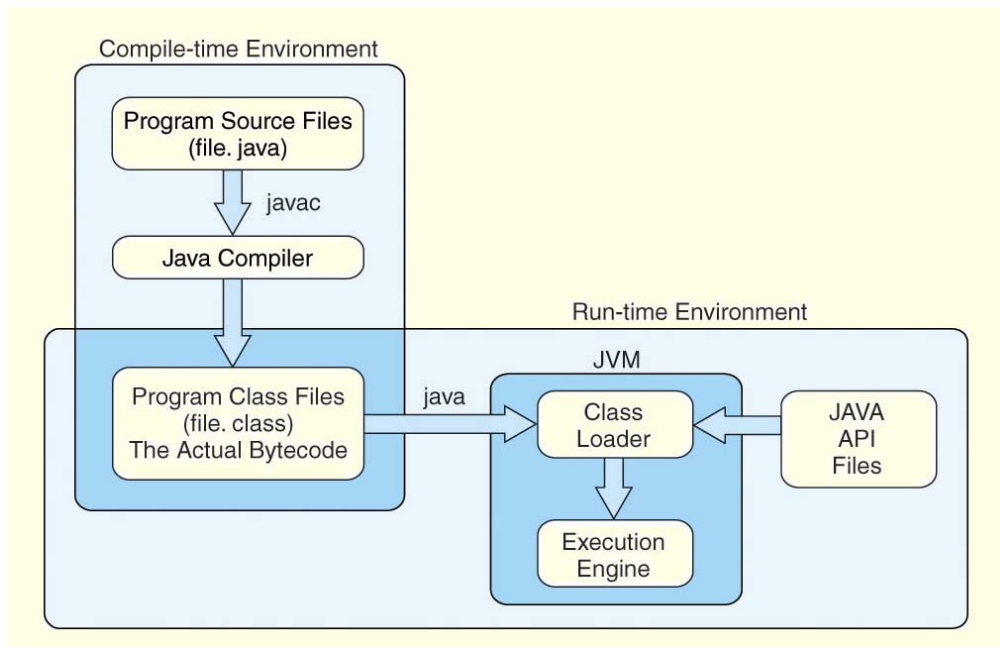 Compile-time Environment
Program Source Files
(file. java)
javac
Java Compiler
Run-time Environment
Program Class Files
(file. class)
The Actual Bytecode
java
JVM
Class
Loader
JAVA
API
Files
Execution
Engine